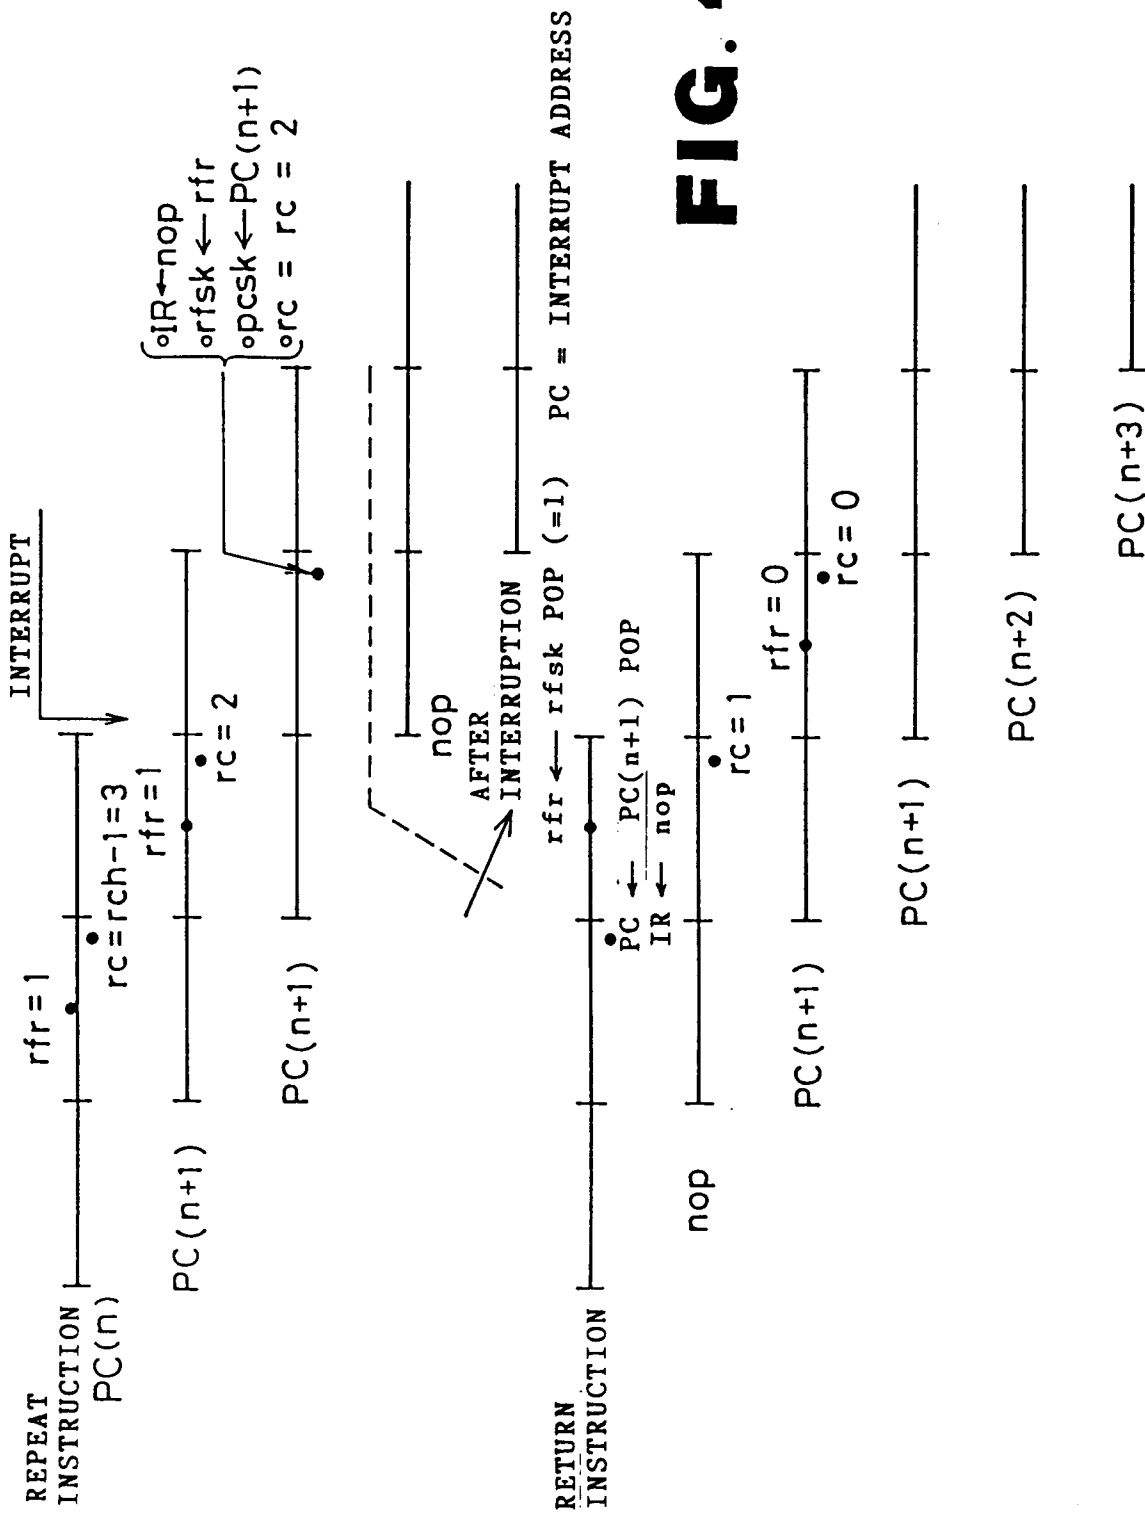 REPEAT
INSTRUCTION
PC(n)
rfr=1
rc=rch-1=3
INTERRUPT
PC(n+1)
rfr=1
rc=2
PC(n+1)
IR←nop
rfsk←rfr
pcsk←PC(n+1)
rc = rc = 2
nop
AFTER
INTERRUPTION
PC = INTERRUPT ADDRESS
RETURN
INSTRUCTION
rfr ← rfsk POP (=1)
PC ← PC(n+1) POP
IR ← nop
nop
rc=1
PC(n+1)
rfr=0
rc=0
PC(n+1)
PC(n+2)
PC(n+3)
FIG.